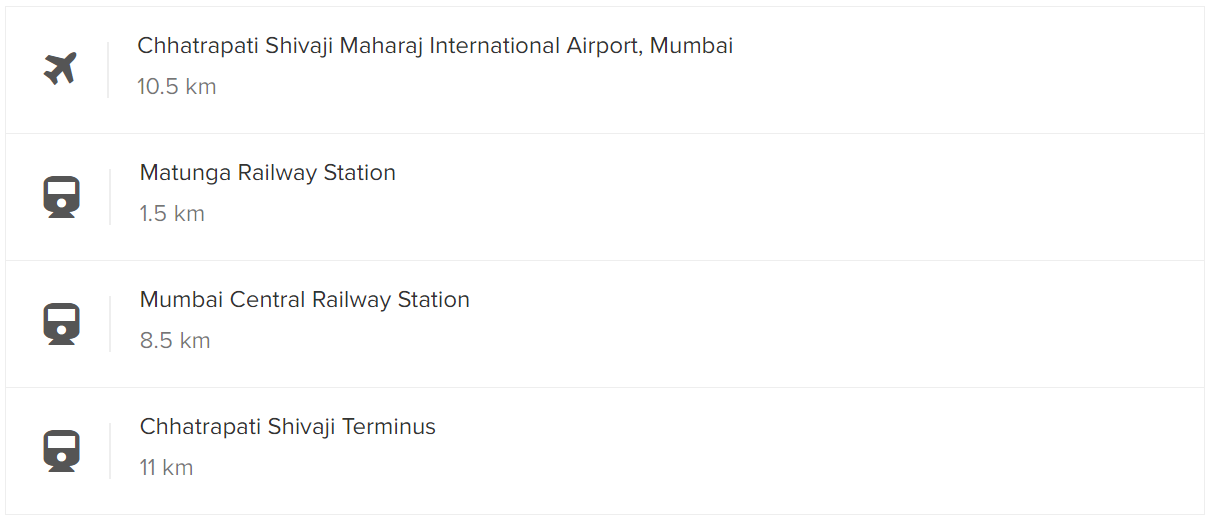 Chhatrapati Shivaji Maharaj International Airport, Mumbai
10.5 km
Matunga Railway Station
1.5 km
Mumbai Central Railway Station
8.5 km
Chhatrapati Shivaji Terminus
11 km